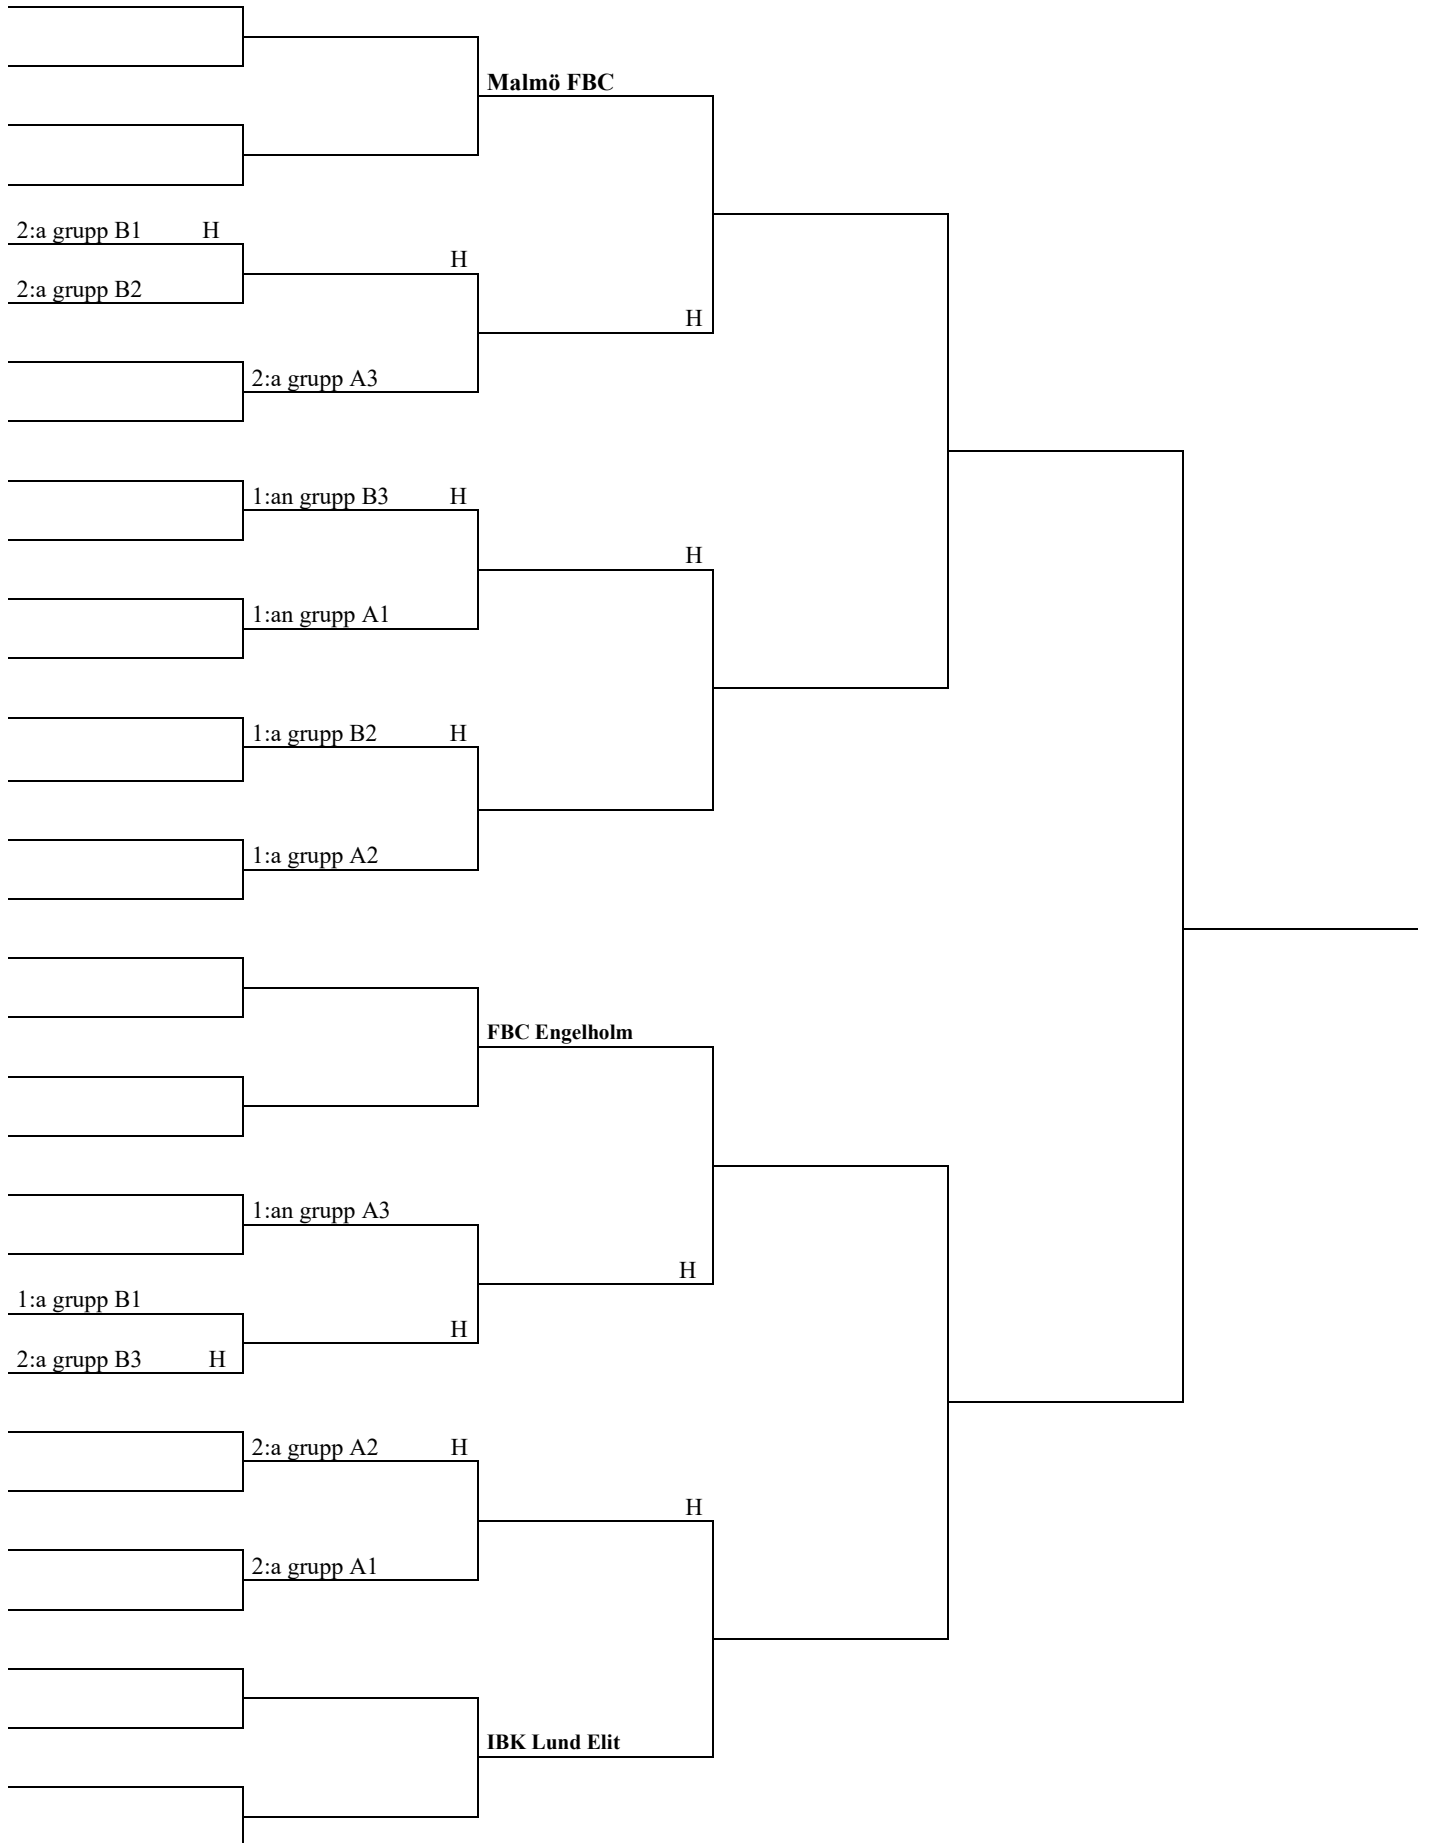 Malmö FBC
2:a grupp B1 H
H
2:a grupp B2
H
2:a grupp A3
1:an grupp B3 H
H
1:an grupp A1
1:a grupp B2 H
1:a grupp A2
FBC Engelholm
1:an grupp A3
H
1:a grupp B1
H
2:a grupp B3 H
2:a grupp A2 H
H
2:a grupp A1
IBK Lund Elit